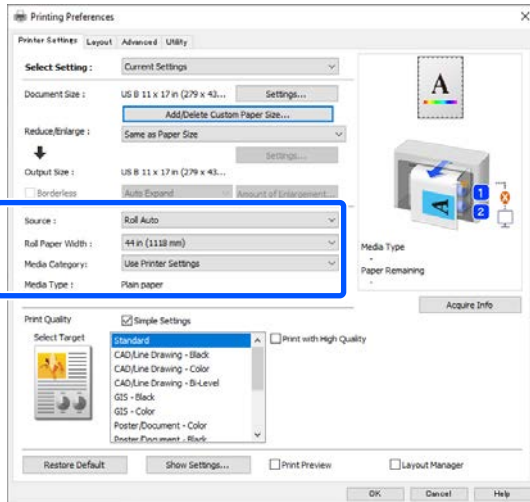 Printing Preferences
Printer Settings Layout Advanced Utility
Select Setting : Current Settings
Document Size : US B 11 x 17 in (279 x 43... Settings...
Add/Delete Custom Paper Size...
Reduce/Enlarge : Same as Paper Size
Settings...
Output Size : US B 11 x 17 in (279 x 43...
Borderless Auto Expand Amount of Enlargement...
Source : Roll Auto
Roll Paper Width : 44 in (1118 mm)
Media Category: Use Printer Settings
Media Type : Plain paper
A
A
1
2
Media Type
-
Paper Remaining
-
Acquire Info
Print Quality Simple Settings
Select Target
Standard
CAD/Line Drawing - Black
CAD/Line Drawing - Color
CAD/Line Drawing - Bi-Level
GIS - Black
GIS - Color
Poster/Document - Color
Poster/Document - Black
Print with High Quality
Restore Default Show Settings... Print Preview Layout Manager
OK Cancel Help